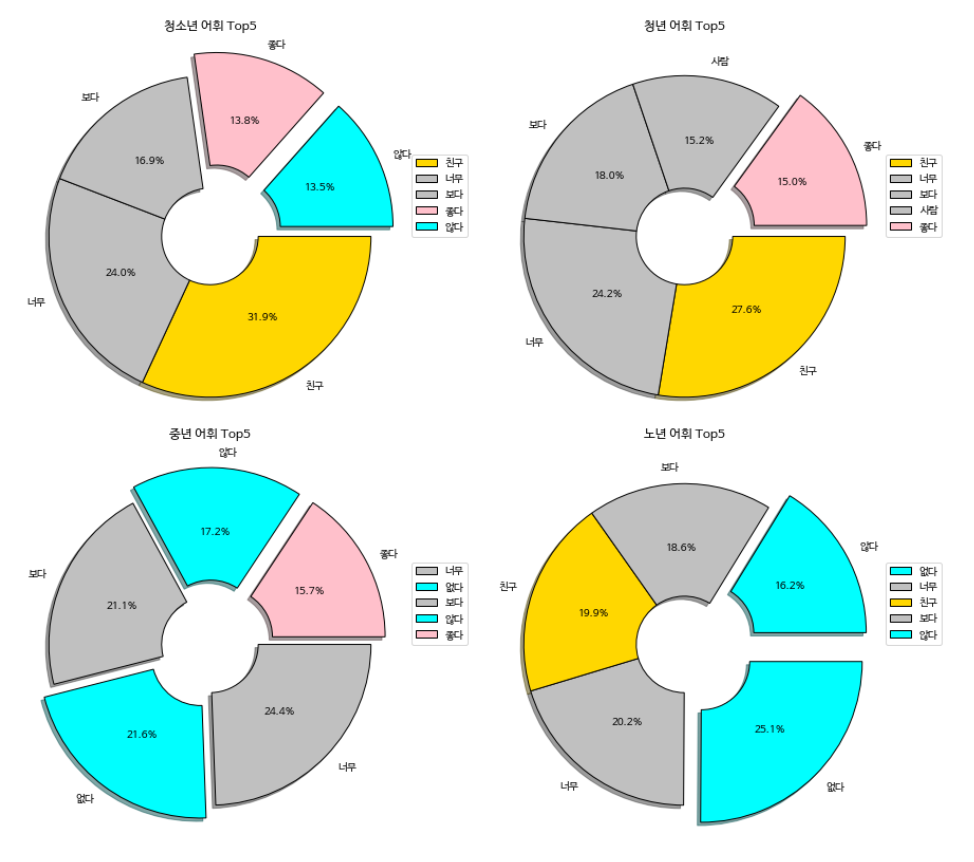 청소년 어휘 Top5
좋다
보다
13.8%
16.9%
않다
13.5%
24.0%
너무
31.9%
친구
친구
너무
보다
좋다
않다
청년 어휘 Top5
사람
보다
15.2%
좋다
18.0%
15.0%
24.2%
27.6%
너무
친구
친구
너무
보다
사람
좋다
중년 어휘 Top5
않다
17.2%
좋다
보다
15.7%
21.1%
24.4%
21.6%
너무
없다
너무
없다
보다
않다
좋다
노년 어휘 Top5
보다
18.6%
않다
친구
16.2%
19.9%
20.2%
25.1%
너무
없다
없다
너무
친구
보다
않다